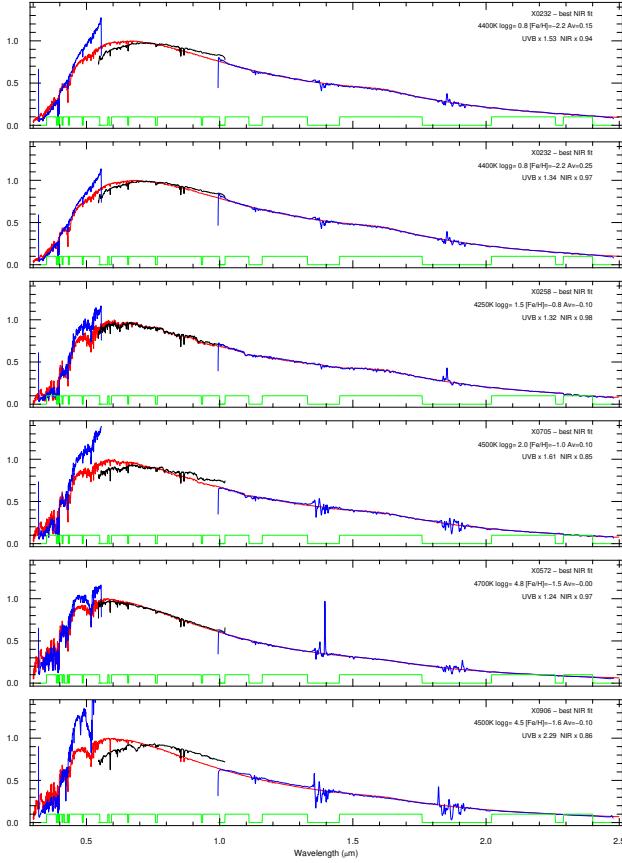 X0232 – best NIR fit
4400K logg= 0.8 [Fe/H]=−2.2 Av=0.15
UVB x 1.53 NIR x 0.94
1.0
0.5
0.0
X0232 – best NIR fit
4400K logg= 0.8 [Fe/H]=−2.2 Av=0.25
UVB x 1.34 NIR x 0.97
1.0
0.5
0.0
X0258 – best NIR fit
4250K logg= 1.5 [Fe/H]=−0.8 Av=−0.10
UVB x 1.32 NIR x 0.98
1.0
0.5
0.0
X0705 – best NIR fit
4500K logg= 2.0 [Fe/H]=−1.0 Av=0.10
UVB x 1.61 NIR x 0.85
1.0
0.5
0.0
X0572 – best NIR fit
4700K logg= 4.8 [Fe/H]=−1.5 Av=−0.00
UVB x 1.24 NIR x 0.97
1.0
0.5
0.0
X0906 – best NIR fit
4500K logg= 4.5 [Fe/H]=−1.6 Av=−0.10
UVB x 2.29 NIR x 0.86
1.0
0.5
0.0
0.5 1.0 1.5 2.0 2.5
Wavelength (μm)